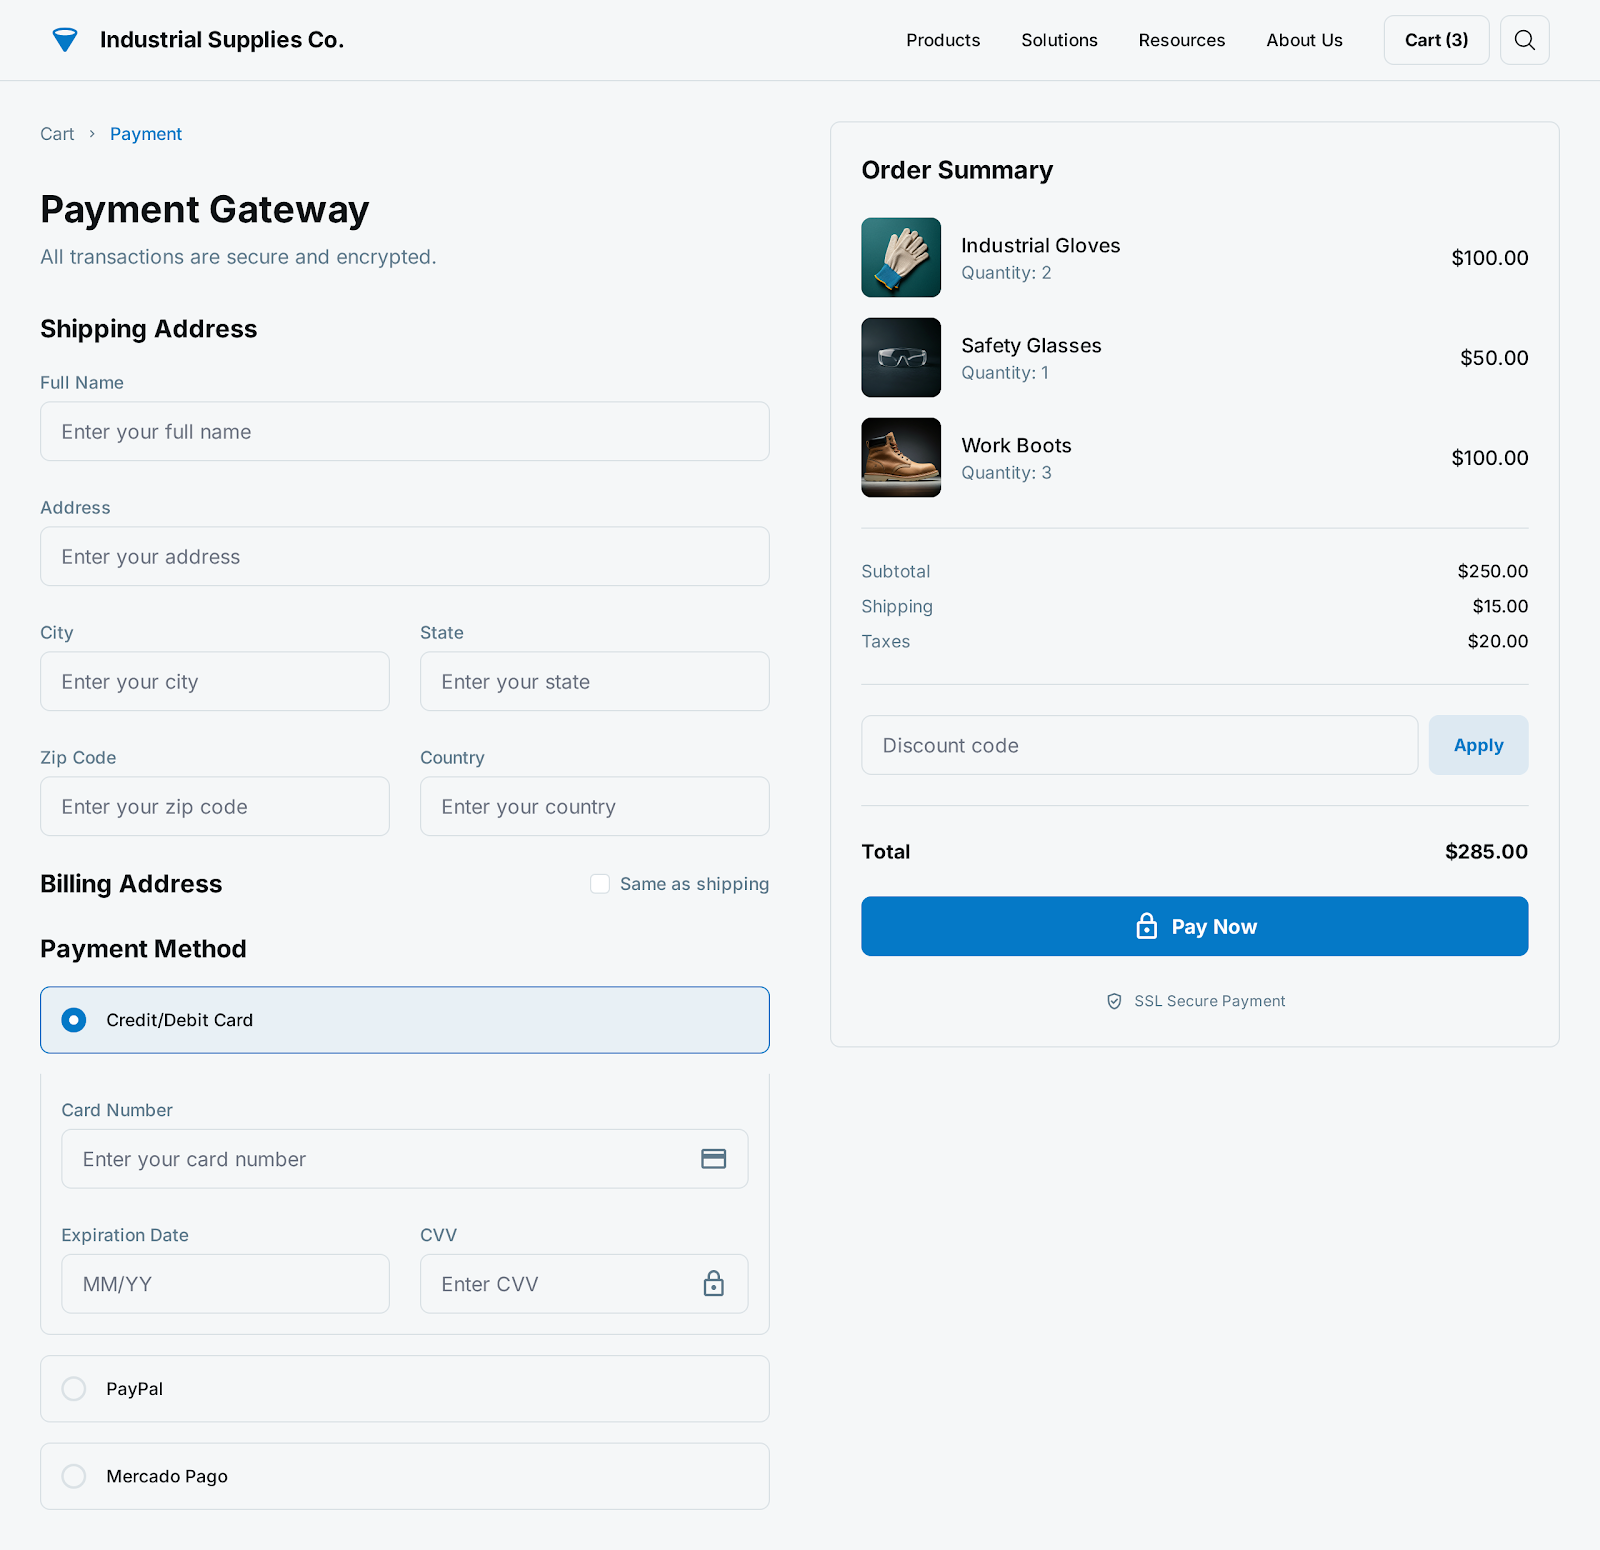 Industrial Supplies Co.
Products
Solutions
Resources
About Us
Cart (3)
Cart > Payment
Payment Gateway
All transactions are secure and encrypted.
Shipping Address
Full Name
Enter your full name
Address
Enter your address
City
State
Enter your city
Enter your state
Zip Code
Country
Enter your zip code
Enter your country
Billing Address
Same as shipping
Payment Method
Credit/Debit Card
Card Number
Enter your card number
Expiration Date
CVV
MM/YY
Enter CVV
PayPal
Mercado Pago
Order Summary
Industrial Gloves
Quantity: 2
$100.00
Safety Glasses
Quantity: 1
$50.00
Work Boots
Quantity: 3
$100.00
Subtotal $250.00
Shipping $15.00
Taxes $20.00
Discount code
Apply
Total $285.00
Pay Now
SSL Secure Payment